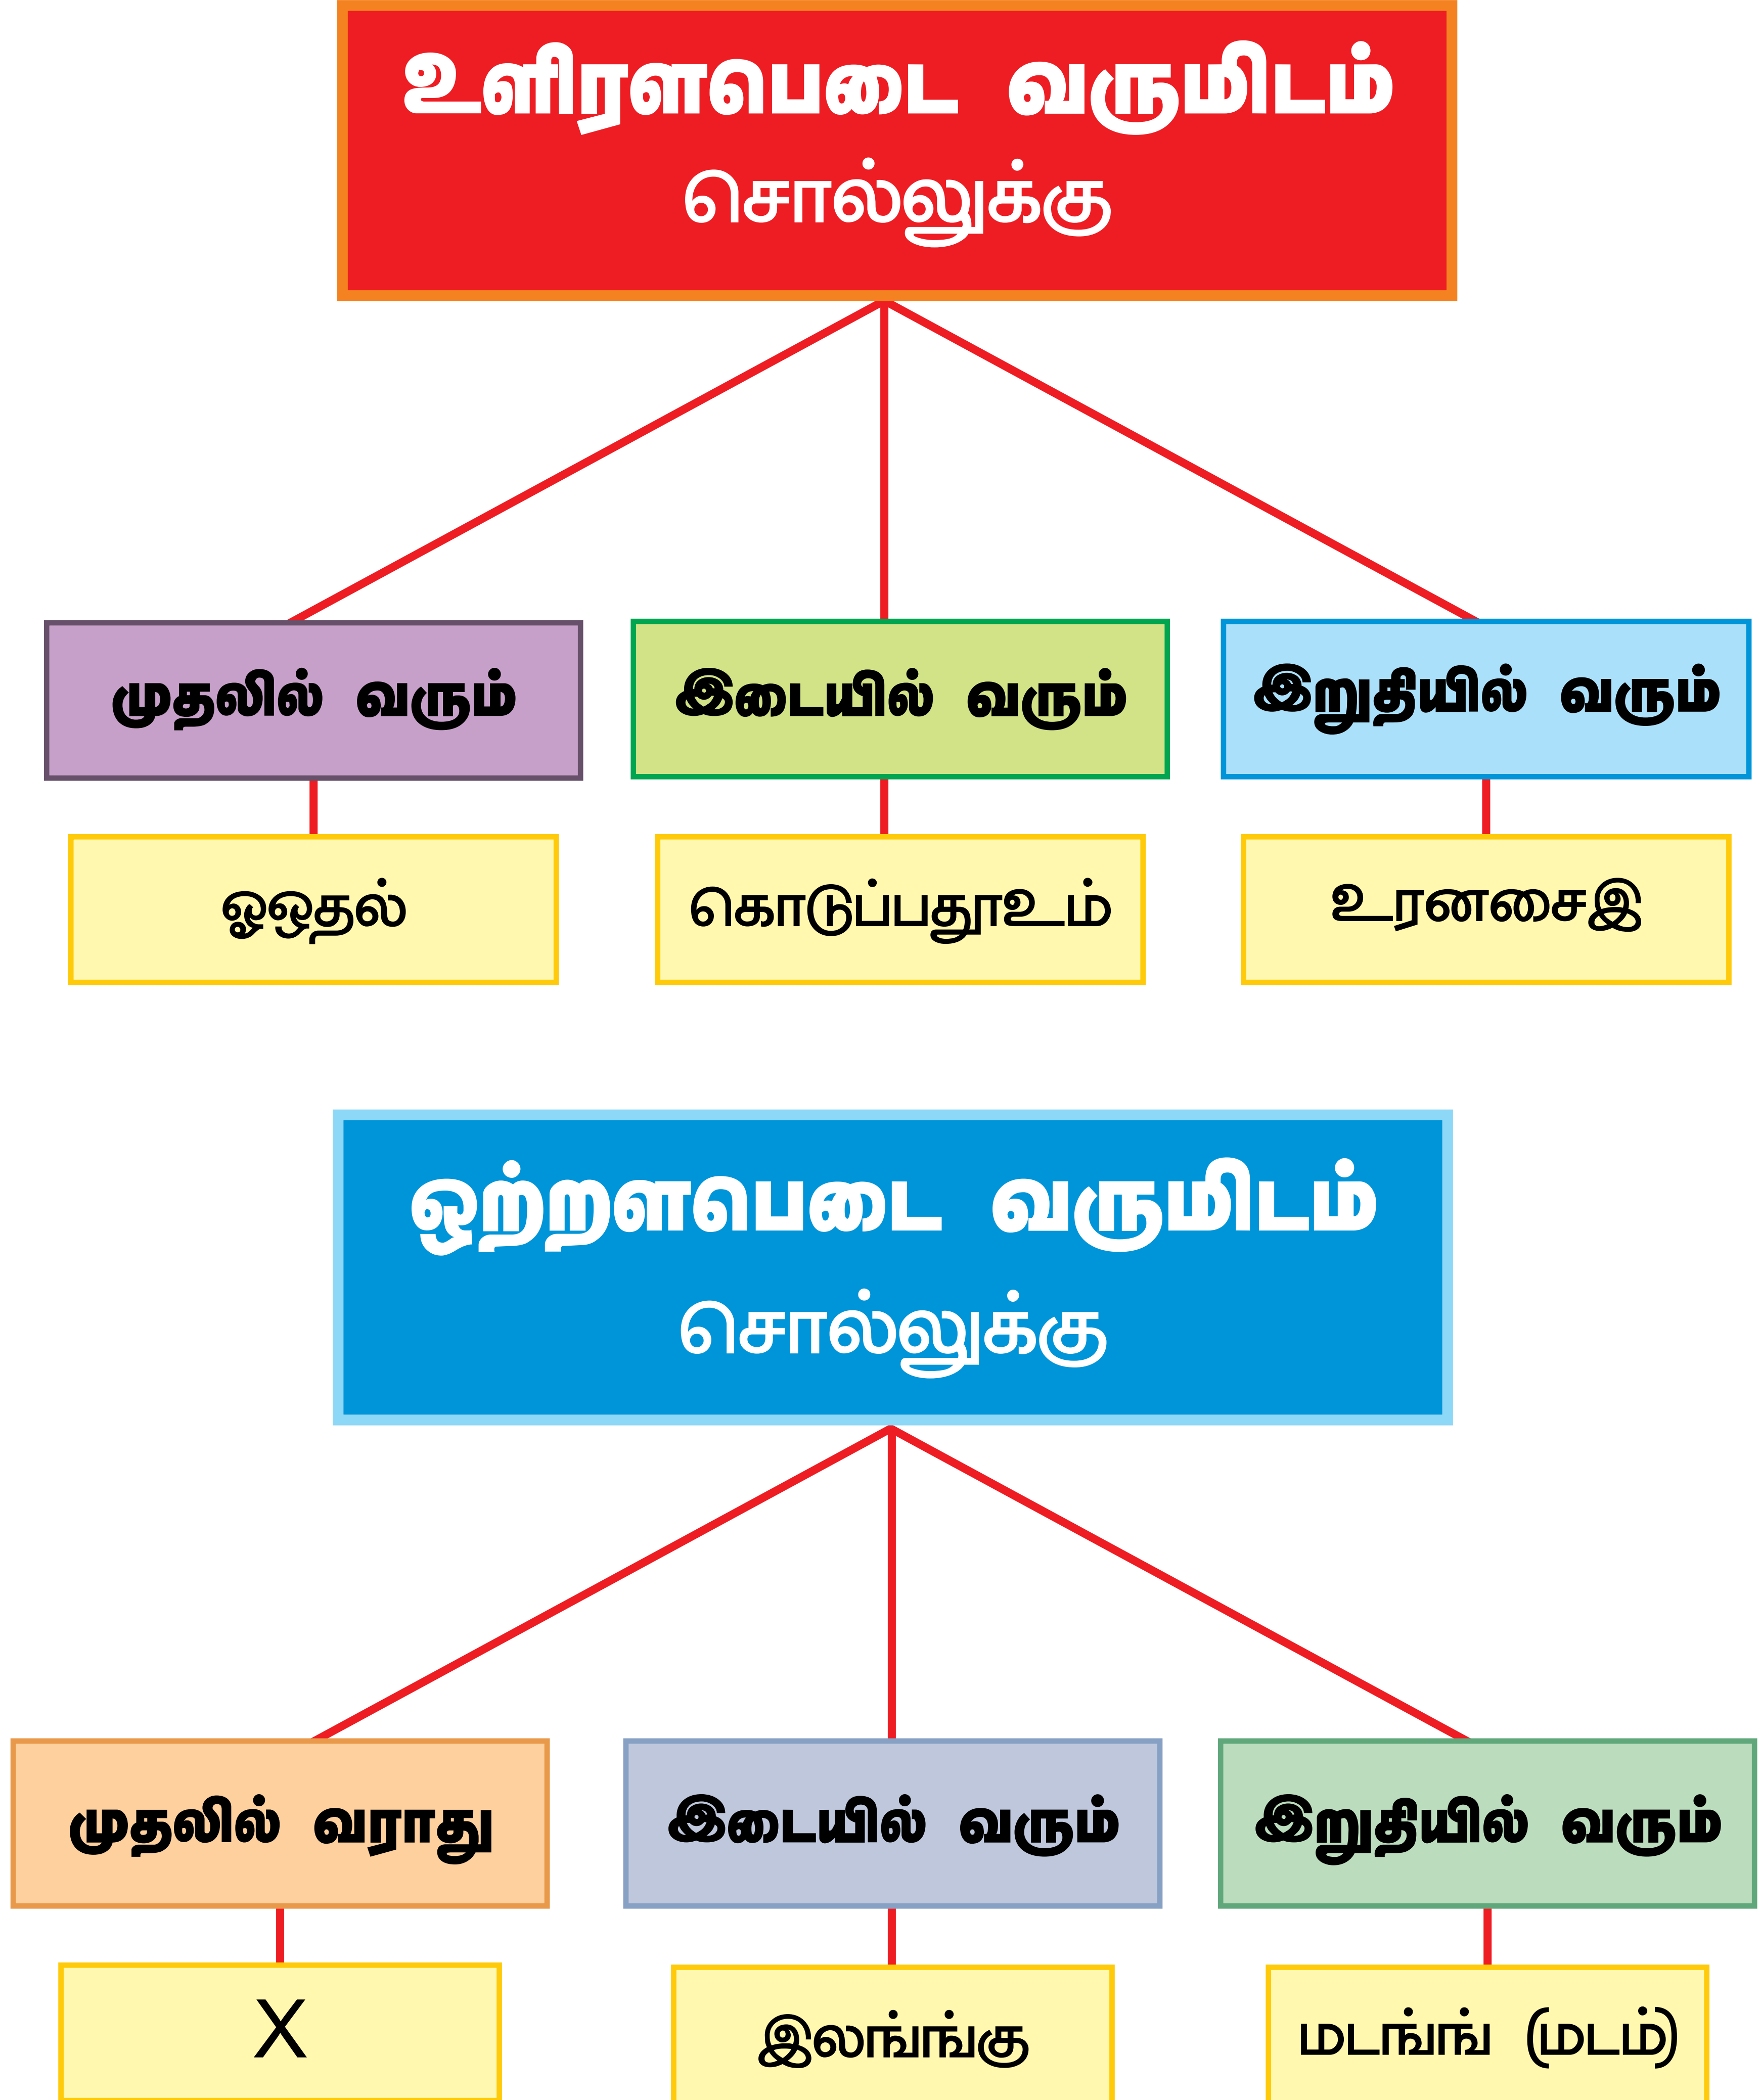 உளிரளபெடை வருமிடம்
சொல்லுக்கு
முதலில் வரும்
இடையில் வரும்
இறுதியில் வரும்
ஓஒதல்
கொடுப்பதூஉம்
உரனசைஇ
ஒற்றளபெடை வருமிடம்
சொல்லுக்கு
முதலில் வராது
இடையில் வரும்
இறுதியில் வரும்
X
இலங்ங்கு
மடங்ங் (மடம்)